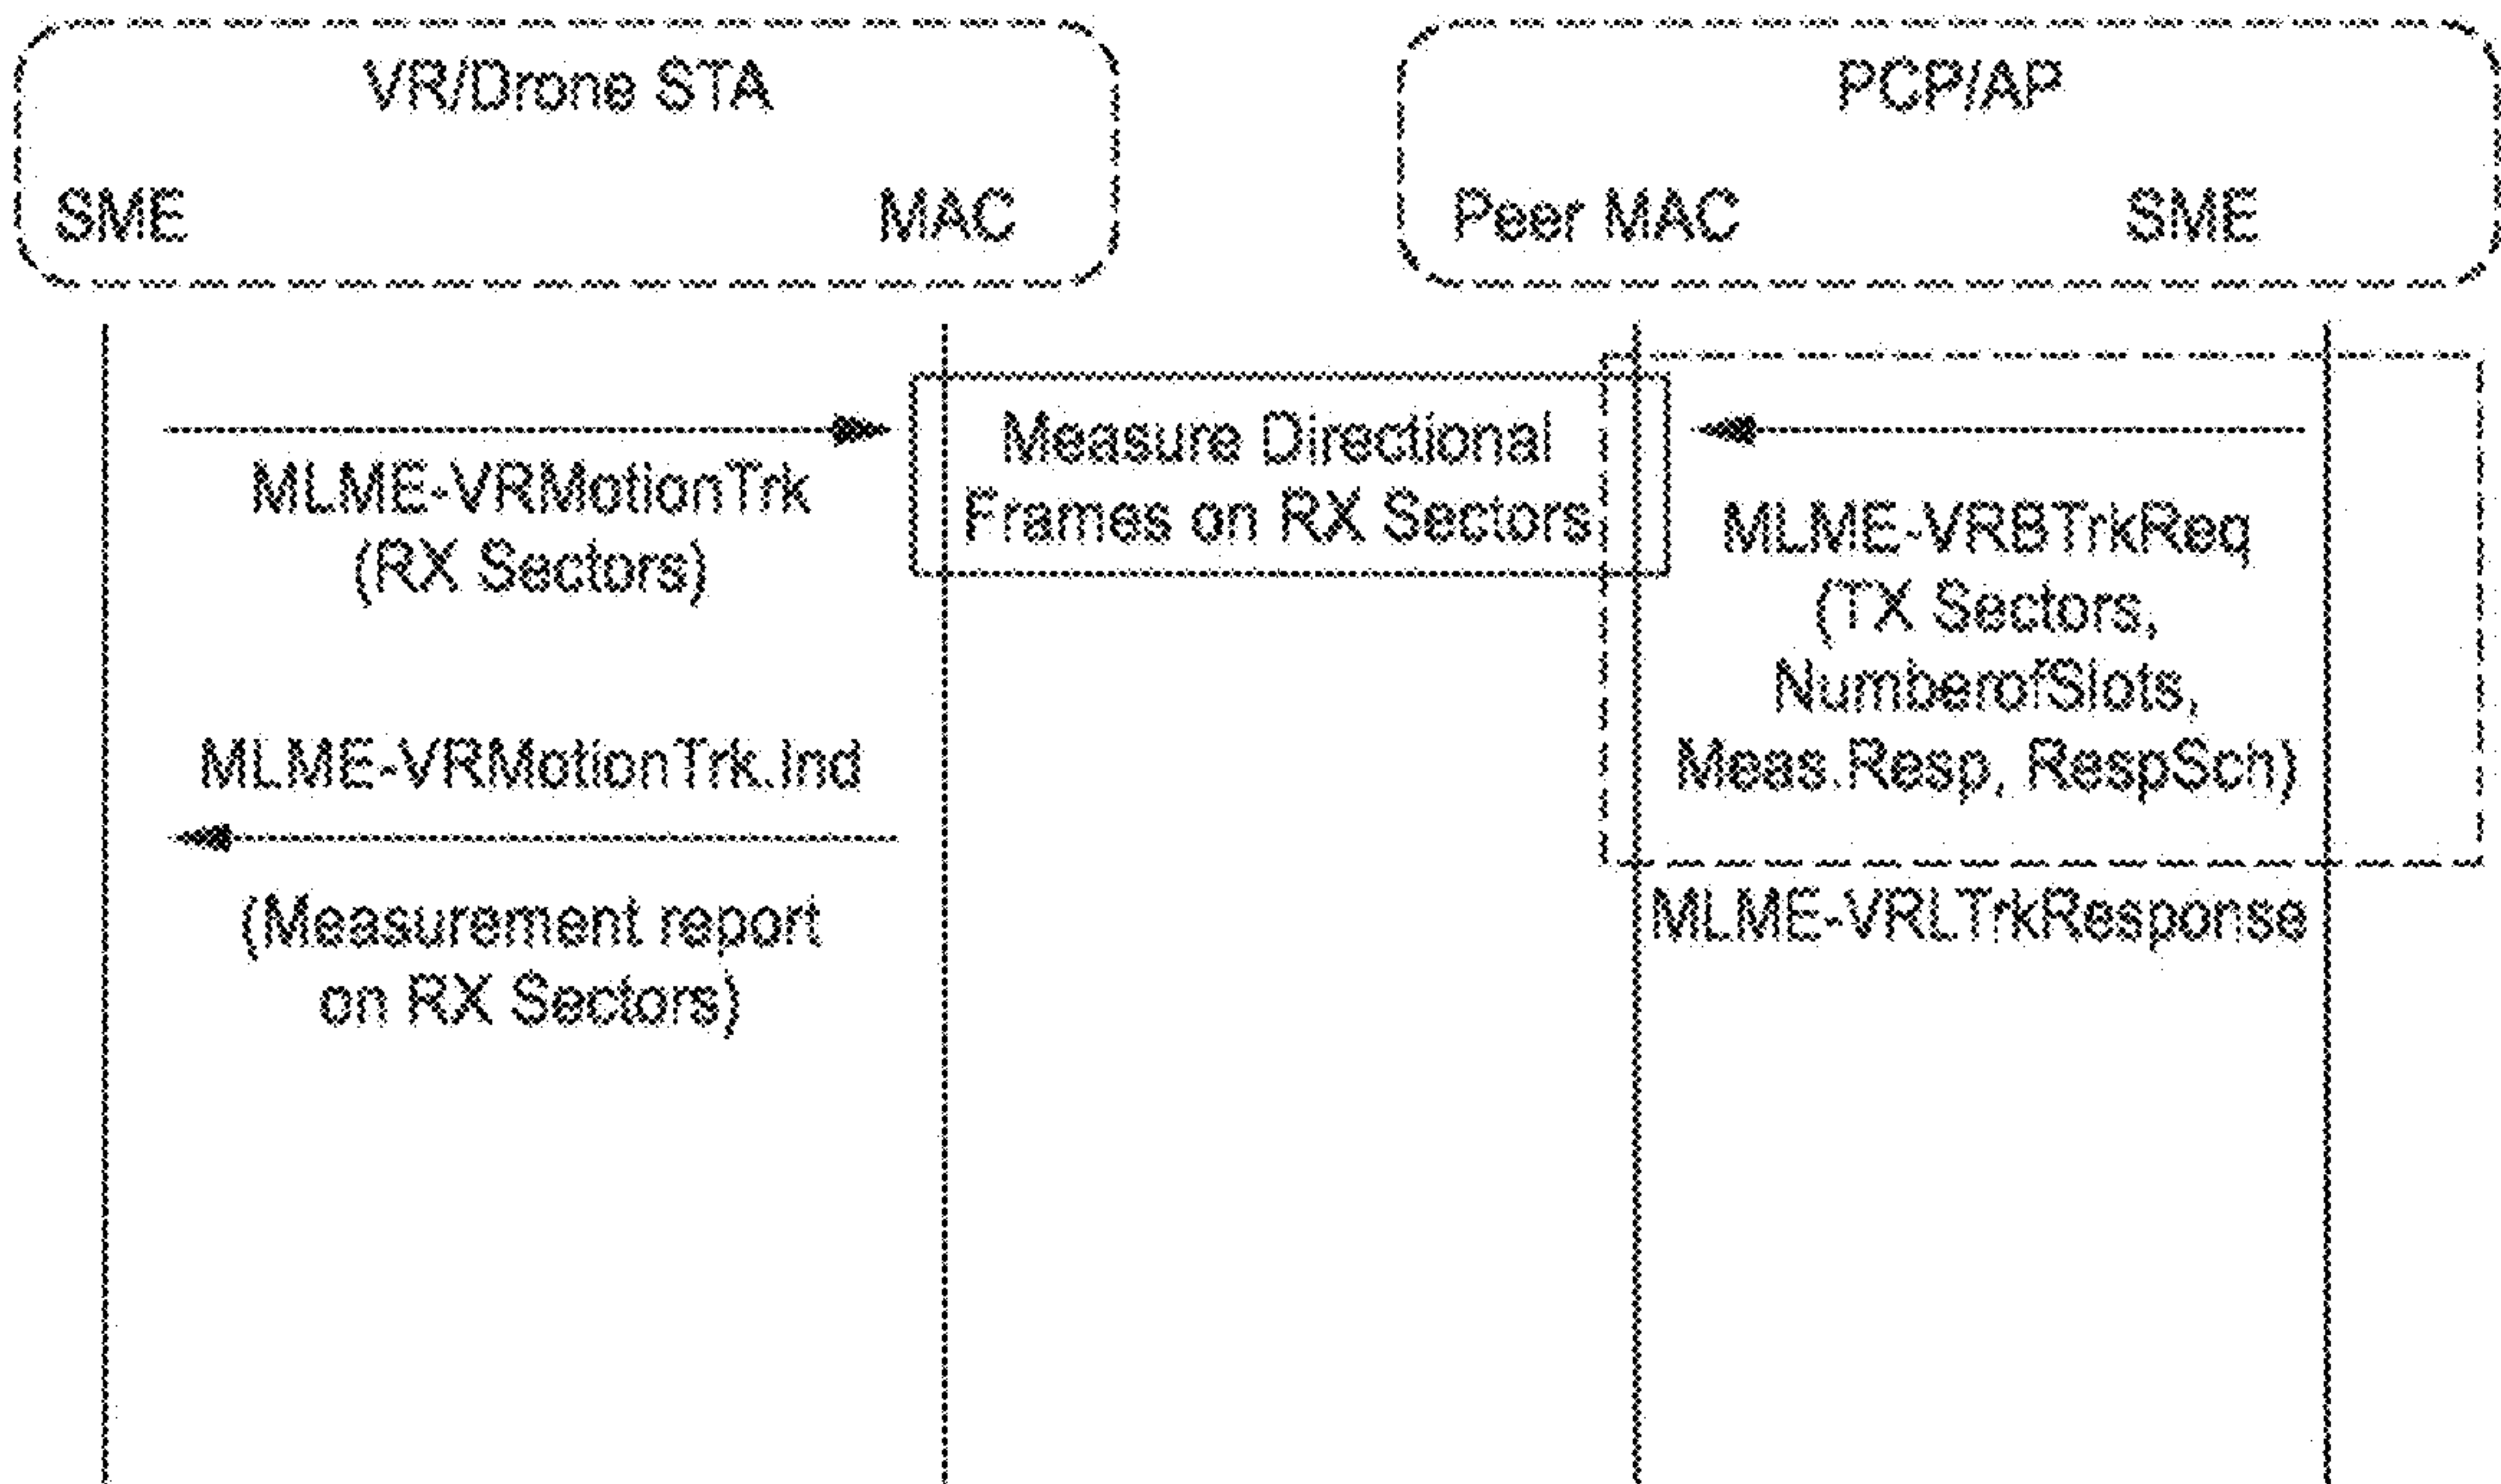 VR/Drone STA
SME
MAC
PCP/AP
Peer MAC
SME
MLME-VRMotionTrk
(RX Sectors)
Measure Directional
Frames on RX Sectors
MLME-VRBTrkReq
(TX Sectors,
NumberofSlots,
Meas.Resp, RespSch)
MLME-VRMotionTrk.Ind
(Measurement report
on RX Sectors)
MLME-VRLTrkResponse